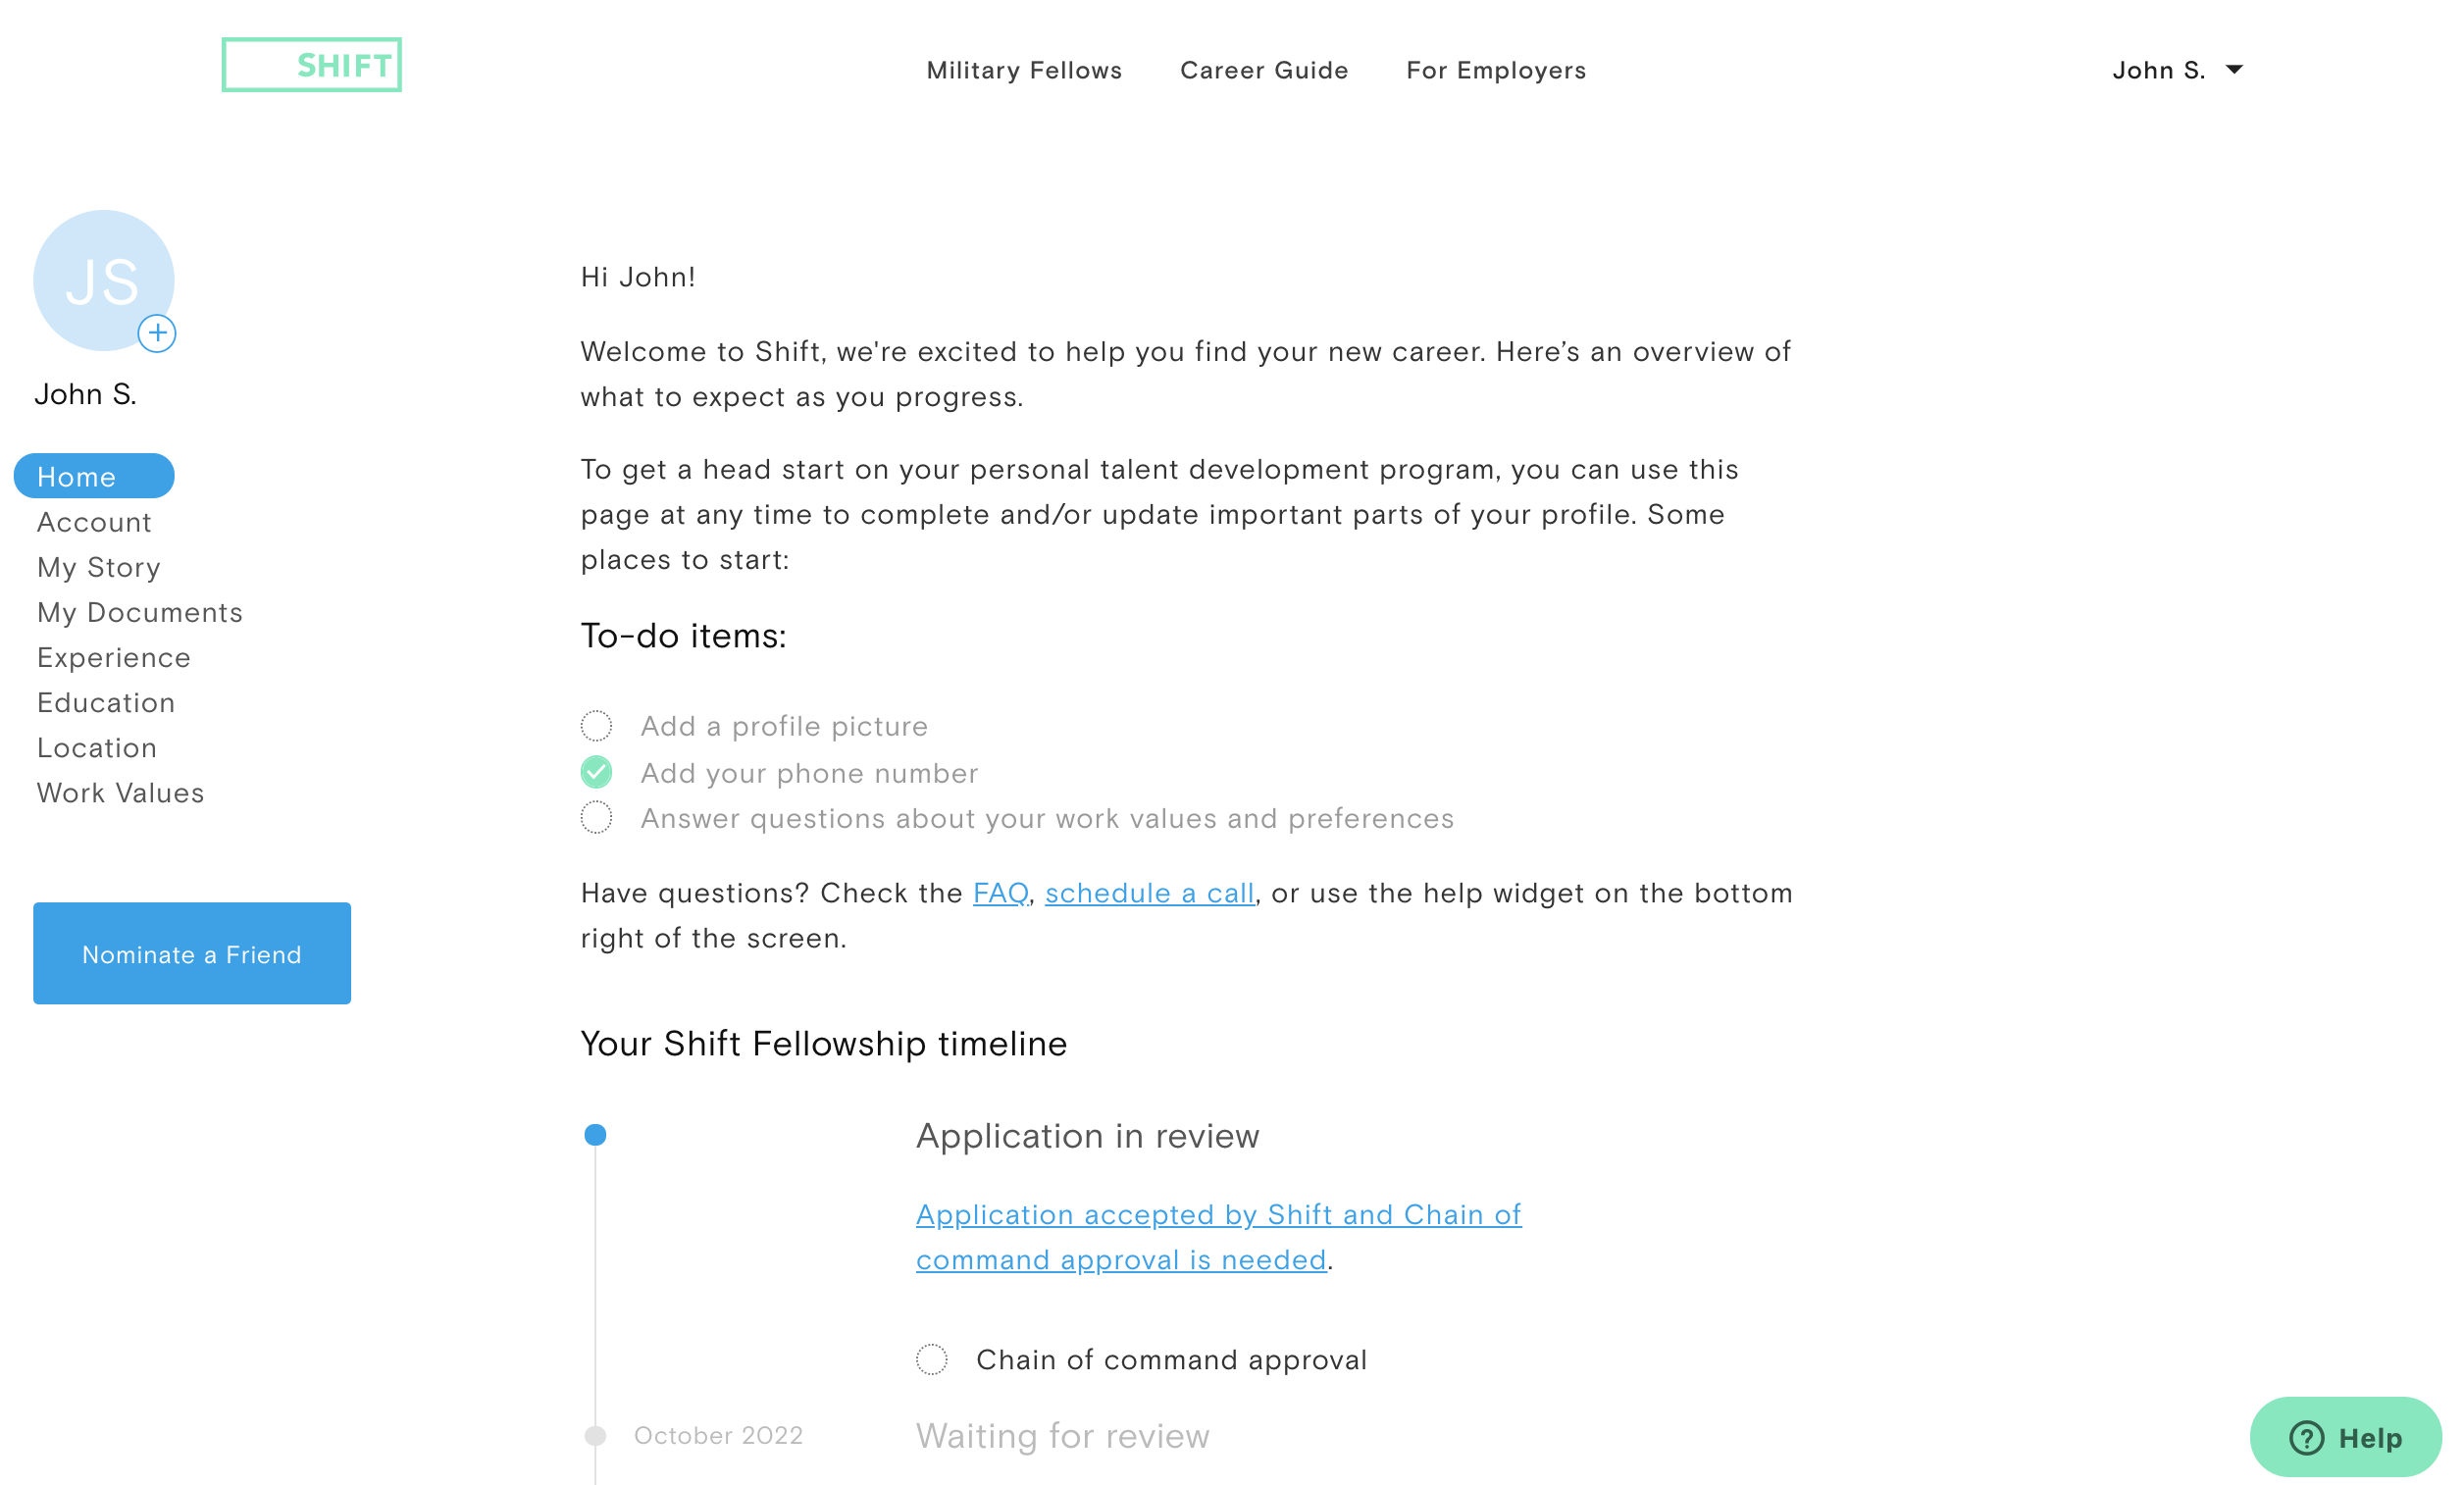 SHIFT
Military Fellows
Career Guide
For Employers
John S.
JS
John S.
Home
Account
My Story
My Documents
Experience
Education
Location
Work Values
Nominate a Friend
Hi John!
Welcome to Shift, we're excited to help you find your new career. Here’s an overview of
what to expect as you progress.
To get a head start on your personal talent development program, you can use this
page at any time to complete and/or update important parts of your profile. Some
places to start:
To-do items:
Add a profile picture
Add your phone number
Answer questions about your work values and preferences
Have questions? Check the FAQ, schedule a call, or use the help widget on the bottom
right of the screen.
Your Shift Fellowship timeline
Application in review
Application accepted by Shift and Chain of
command approval is needed.
Chain of command approval
October 2022
Waiting for review
Help